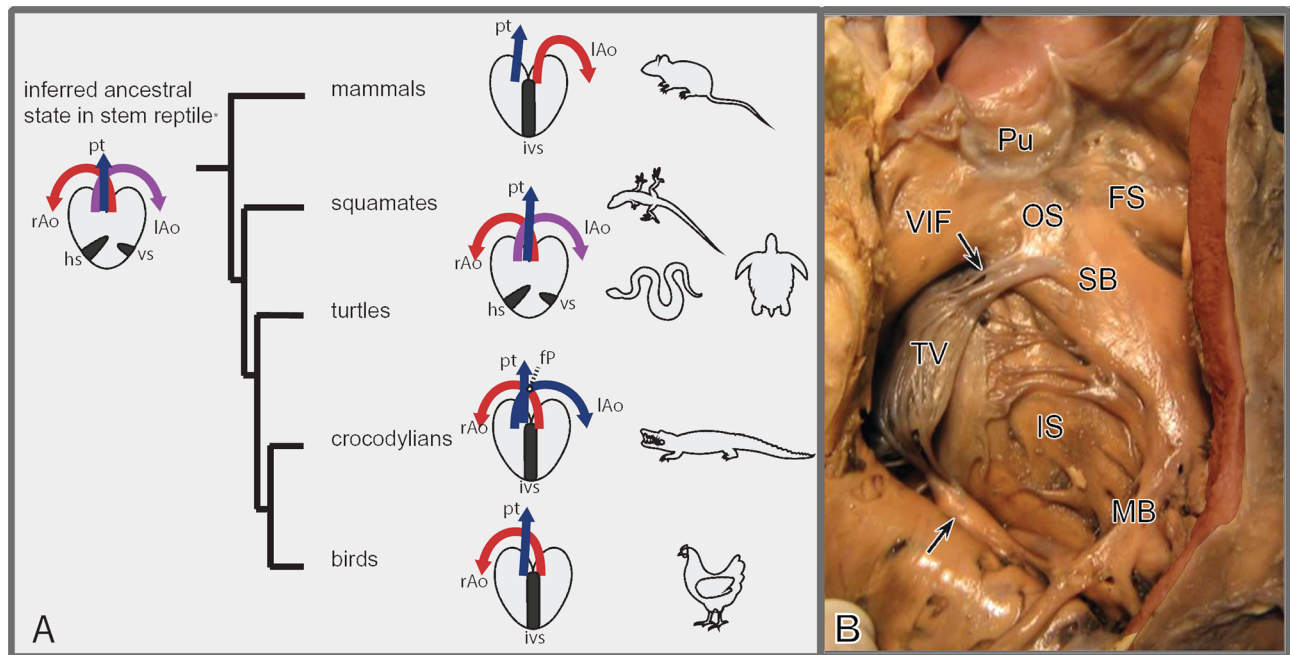 inferred ancestral
state in stem reptile*
pt
rAo
lAo
hs
vs
mammals
pt
lAo
ivs
squamates
pt
rAo
lAo
hs
vs
turtles
pt
fP
rAo
lAo
crocodylians
ivs
birds
pt
rAo
ivs
A
Pu
FS
OS
VIF
SB
TV
IS
MB
B